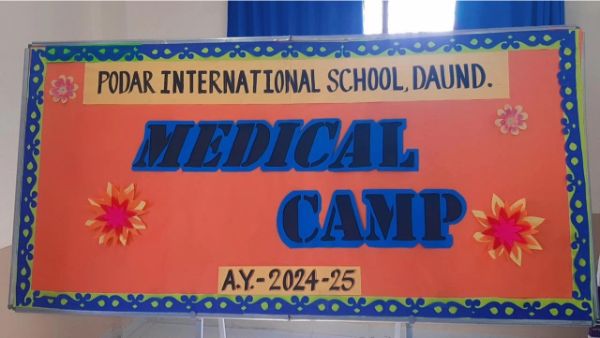 PODAR INTERNATIONAL SCHOOL, DAUND.
MEDICAL
CAMP
A.Y.-2024-25